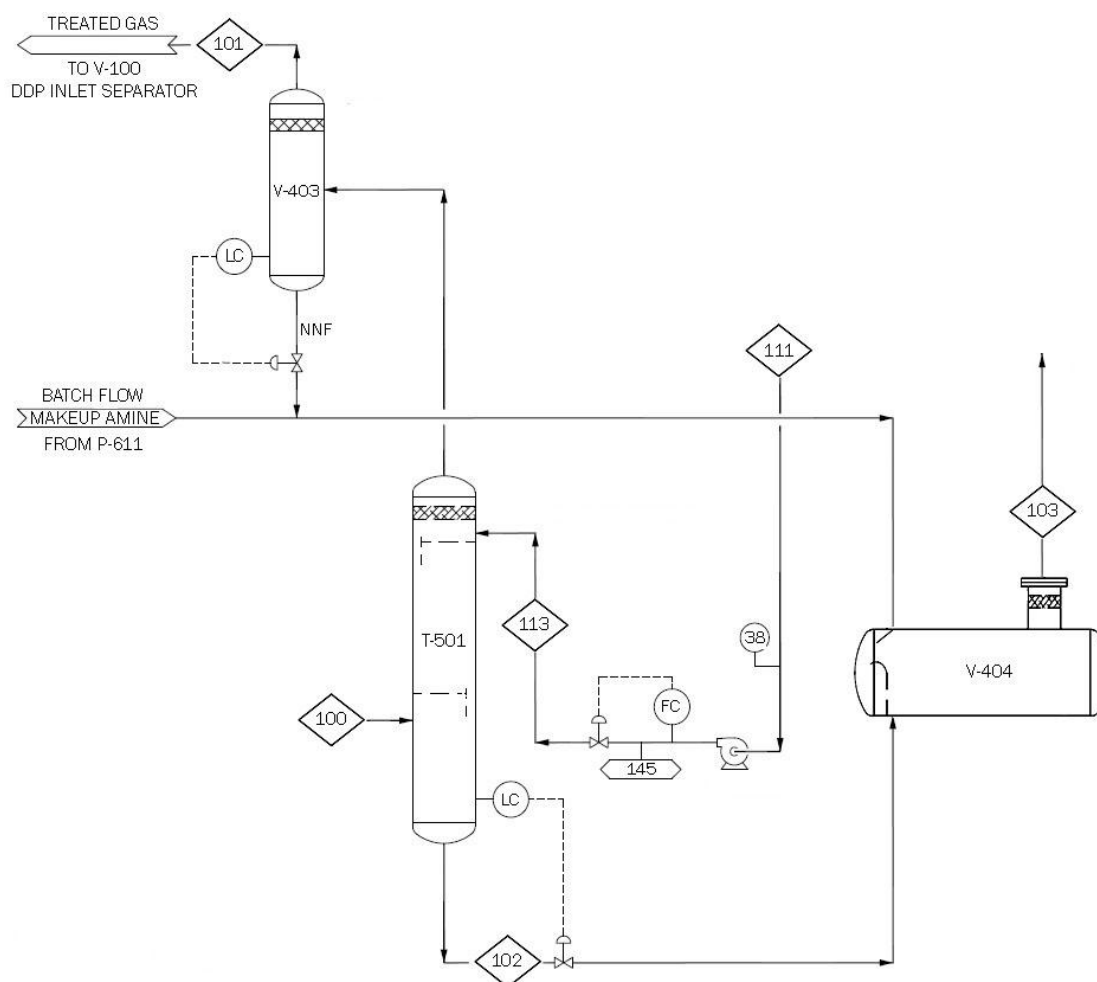 TREATED GAS
101
TO V-100
DDP INLET SEPARATOR
V-403
LC
NNF
111
BATCH FLOW
MAKEUP AMINE
FROM P-611
103
113
T-501
38
V-404
100
FC
145
LC
102